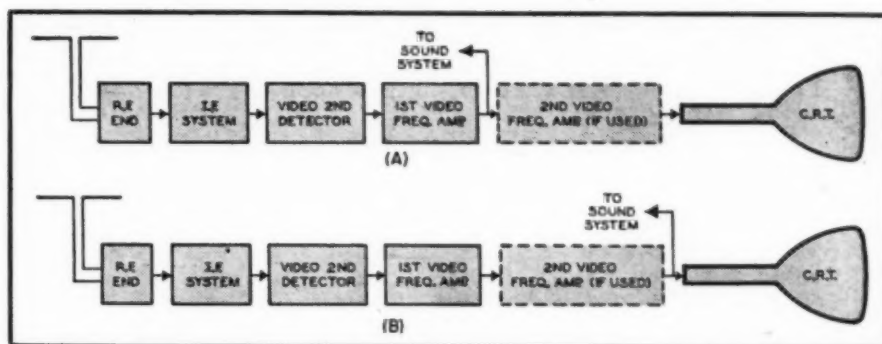 TO
SOUND
SYSTEM
R.F. END
I.F. SYSTEM
VIDEO 2ND DETECTOR
1ST VIDEO FREQ. AMP
2ND VIDEO FREQ. AMP (IF USED)
C.R.T.
(A)
TO
SOUND
SYSTEM
R.F. END
I.F. SYSTEM
VIDEO 2ND DETECTOR
1ST VIDEO FREQ. AMP
2ND VIDEO FREQ. AMP (IF USED)
C.R.T.
(B)